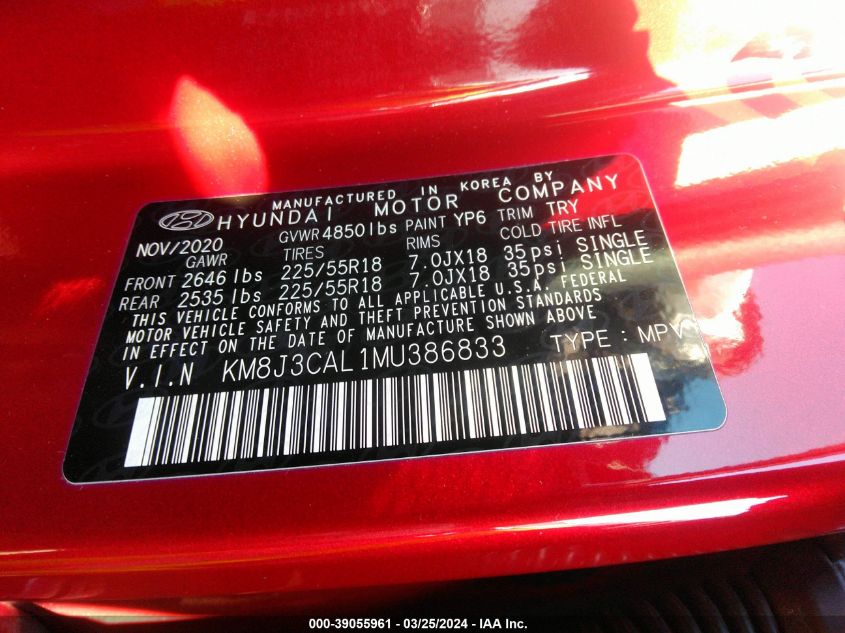 MANUFACTURED IN KOREA BY
HYUNDAI MOTOR COMPANY
NOV/2020 GVWR 4850lbs PAINT YP6 TRIM TRY
GAWR TIRES RIMS COLD TIRE INFL
FRONT 2646 lbs 225/55R18 7.0JX18 35psi SINGLE
REAR 2535 lbs 225/55R18 7.0JX18 35psi SINGLE
THIS VEHICLE CONFORMS TO ALL APPLICABLE U.S.A. FEDERAL
MOTOR VEHICLE SAFETY AND THEFT PREVENTION STANDARDS
IN EFFECT ON THE DATE OF MANUFACTURE SHOWN ABOVE
V.I.N KM8J3CAL1MU386833 TYPE : MPV
000-39055961 - 03/25/2024 - IAA Inc.